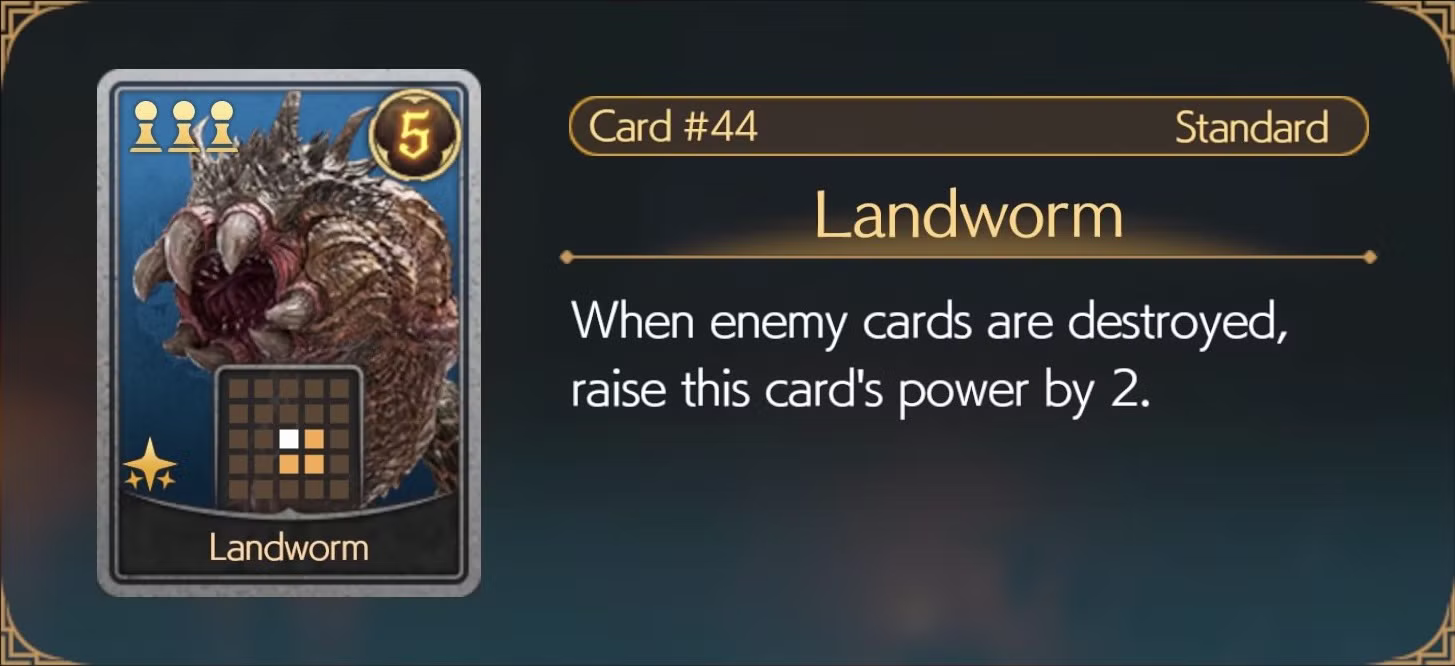 5
Landworm
Card #44
Standard
Landworm
When enemy cards are destroyed,
raise this card's power by 2.